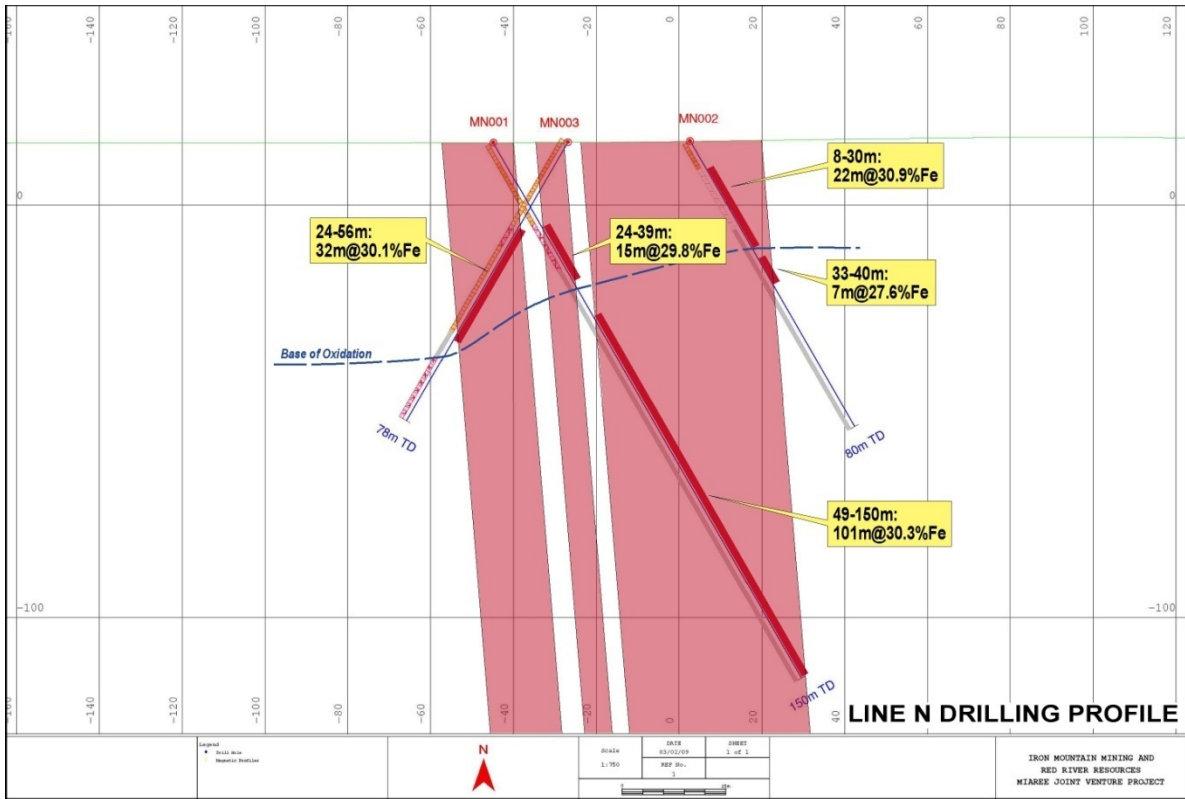 -100
-140
-120
-100
-80
-60
-40
-20
0
20
40
60
80
100
120
MN001
MN003
MN002
8-30m:
22m@30.9%Fe
0
24-56m:
32m@30.1%Fe
24-39m:
15m@29.8%Fe
33-40m:
7m@27.6%Fe
Base of Oxidation
78m TD
80m TD
49-150m:
101m@30.3%Fe
-100
-100
150m TD
-140
-120
-100
-80
-60
-40
-20
0
20
40
LINE N DRILLING PROFILE
Legend
Drill Hole
Magnetic Profiles
N
SCALE
1:750
DATE
03/02/09
SHEET
1 of 1
REF No.
1
IRON MOUNTAIN MINING AND
RED RIVER RESOURCES
MIAREE JOINT VENTURE PROJECT